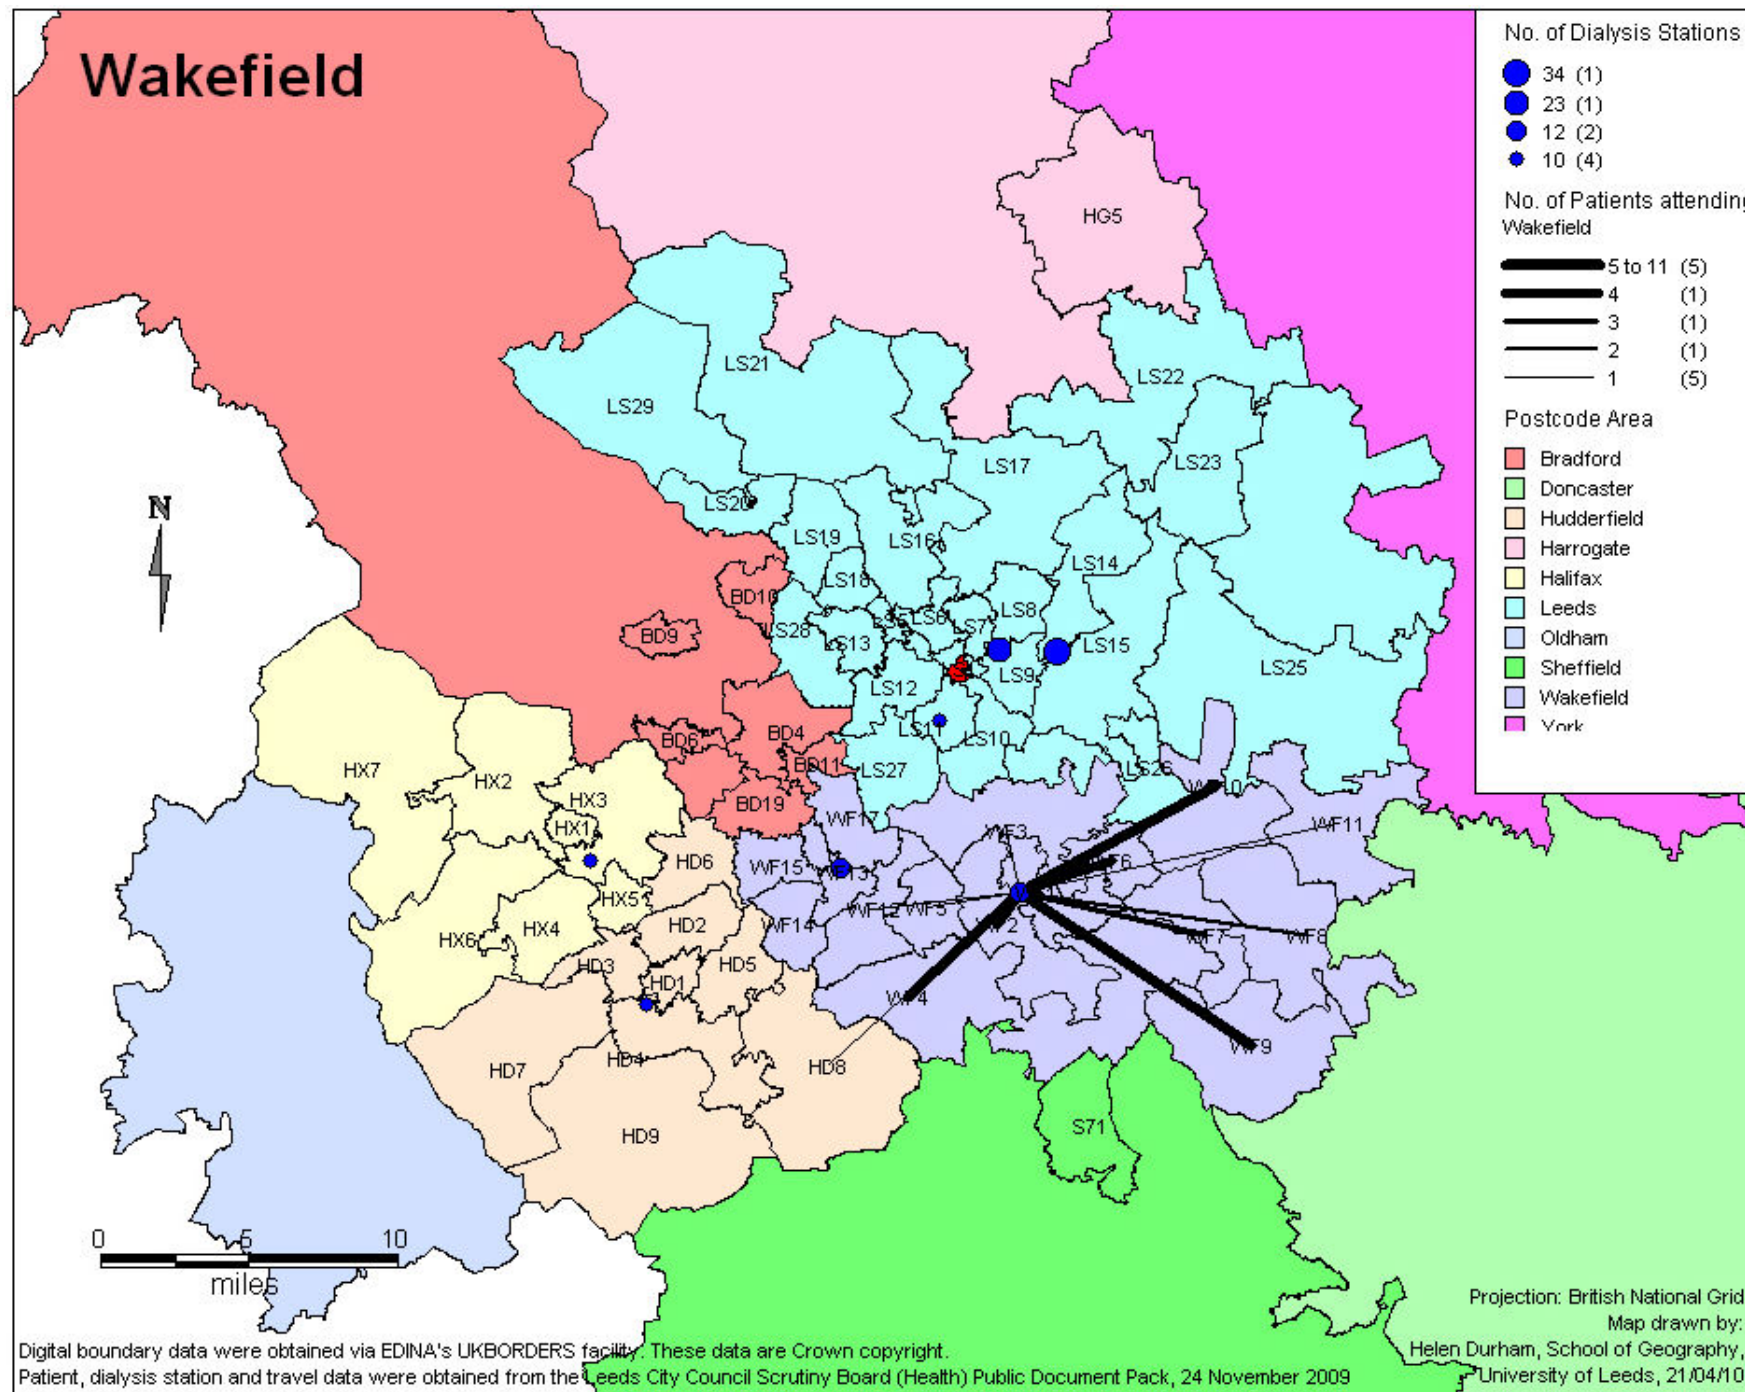 Wakefield
No. of Dialysis Stations
34 (1)
23 (1)
12 (2)
10 (4)
No. of Patients attending
Wakefield
5 to 11 (5)
4 (1)
3 (1)
2 (1)
1 (5)
Postcode Area
Bradford
Doncaster
Hudderfield
Harrogate
Halifax
Leeds
Oldham
Sheffield
Wakefield
York
HG5
LS21
LS22
LS29
LS17
LS23
LS20
N
LS19
LS16
LS14
LS18
BD10
LS6
LS8
LS7
LS28
BD9
LS13
LS15
LS25
LS9
LS12
LS11
LS10
BD4
BD6
BD11
LS27
LS26
HX7
HX2
HX3
BD19
WF10
HX1
WF17
WF3
WF11
HD6
WF15
WF13
WF6
HX5
WF12
WF5
HX4
HX6
HD2
WF14
WF2
WF7
WF8
HD3
HD5
HD1
WF4
WF9
HD7
HD4
HD8
S71
HD9
0 5 10
miles
Projection: British National Grid
Map drawn by:
Helen Durham, School of Geography,
University of Leeds, 21/04/10
Digital boundary data were obtained via EDINA's UKBORDERS facility. These data are Crown copyright.
Patient, dialysis station and travel data were obtained from the Leeds City Council Scrutiny Board (Health) Public Document Pack, 24 November 2009